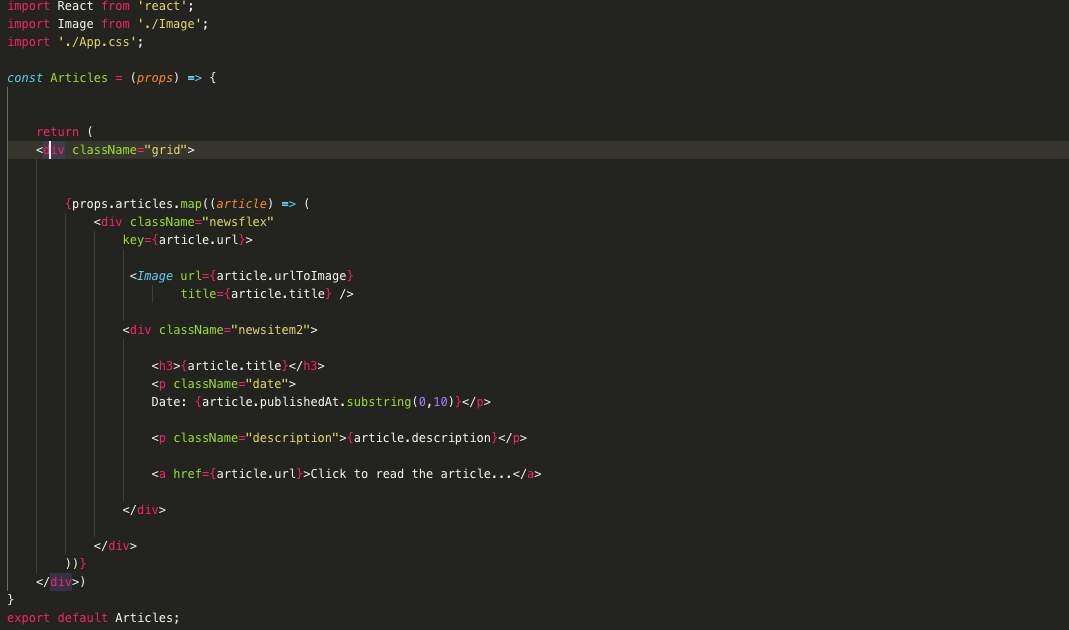 import React from 'react';
import Image from './Image';
import './App.css';
const Articles = (props) => {
return (
<div className="grid">
{props.articles.map((article) => (
<div className="newsflex"
key={article.url}>
<Image url={article.urlToImage}
title={article.title} />
<div className="newsitem2">
<h3>{article.title}</h3>
<p className="date">
Date: {article.publishedAt.substring(0,10)}</p>
<p className="description">{article.description}</p>
<a href={article.url}>Click to read the article...</a>
</div>
</div>
))}
</div>)
}
export default Articles;